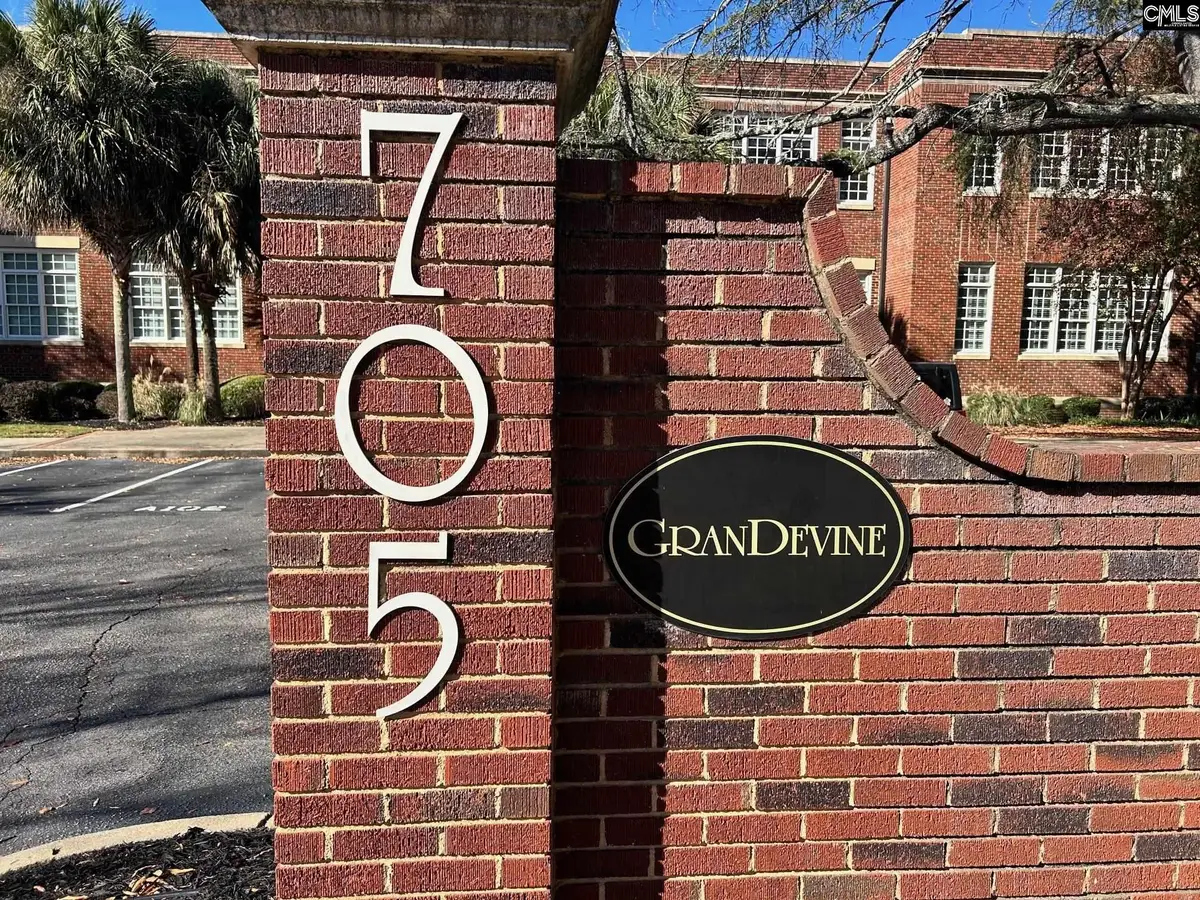 CMLS
705
GRANDEVINE
A102